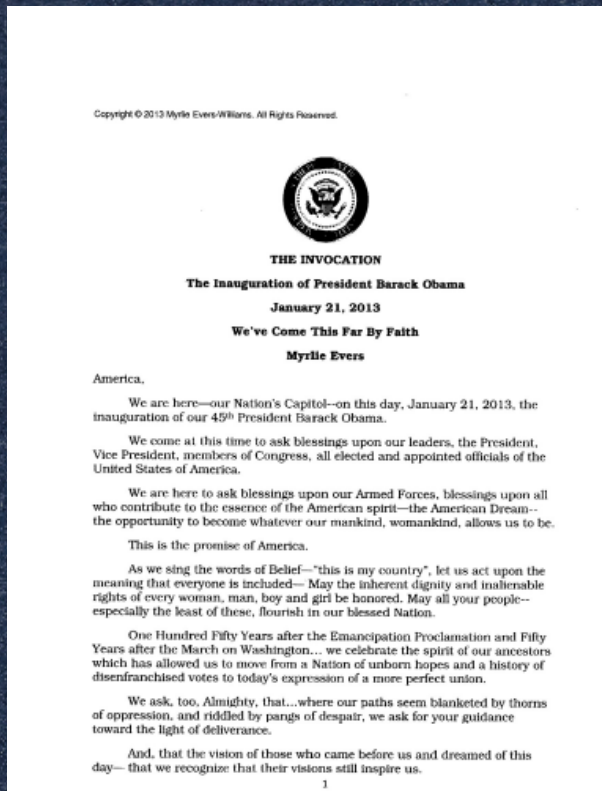 Copyright © 2013 Myrlie Evers-Williams. All Rights Reserved.
THE INVOCATION
The Inauguration of President Barack Obama
January 21, 2013
We've Come This Far By Faith
Myrlie Evers
America,
We are here—our Nation's Capitol--on this day, January 21, 2013, the
inauguration of our 45th President Barack Obama.
We come at this time to ask blessings upon our leaders, the President,
Vice President, members of Congress, all elected and appointed officials of the
United States of America.
We are here to ask blessings upon our Armed Forces, blessings upon all
who contribute to the essence of the American spirit—the American Dream--
the opportunity to become whatever our mankind, womankind, allows us to be.
This is the promise of America.
As we sing the words of Belief—"this is my country", let us act upon the
meaning that everyone is included— May the inherent dignity and inalienable
rights of every woman, man, boy and girl be honored. May all your people--
especially the least of these, flourish in our blessed Nation.
One Hundred Fifty Years after the Emancipation Proclamation and Fifty
Years after the March on Washington... we celebrate the spirit of our ancestors
which has allowed us to move from a Nation of unborn hopes and a history of
disenfranchised votes to today's expression of a more perfect union.
We ask, too, Almighty, that...where our paths seem blanketed by thorns
of oppression, and riddled by pangs of despair, we ask for your guidance
toward the light of deliverance.
And, that the vision of those who came before us and dreamed of this
day— that we recognize that their visions still inspire us.
1